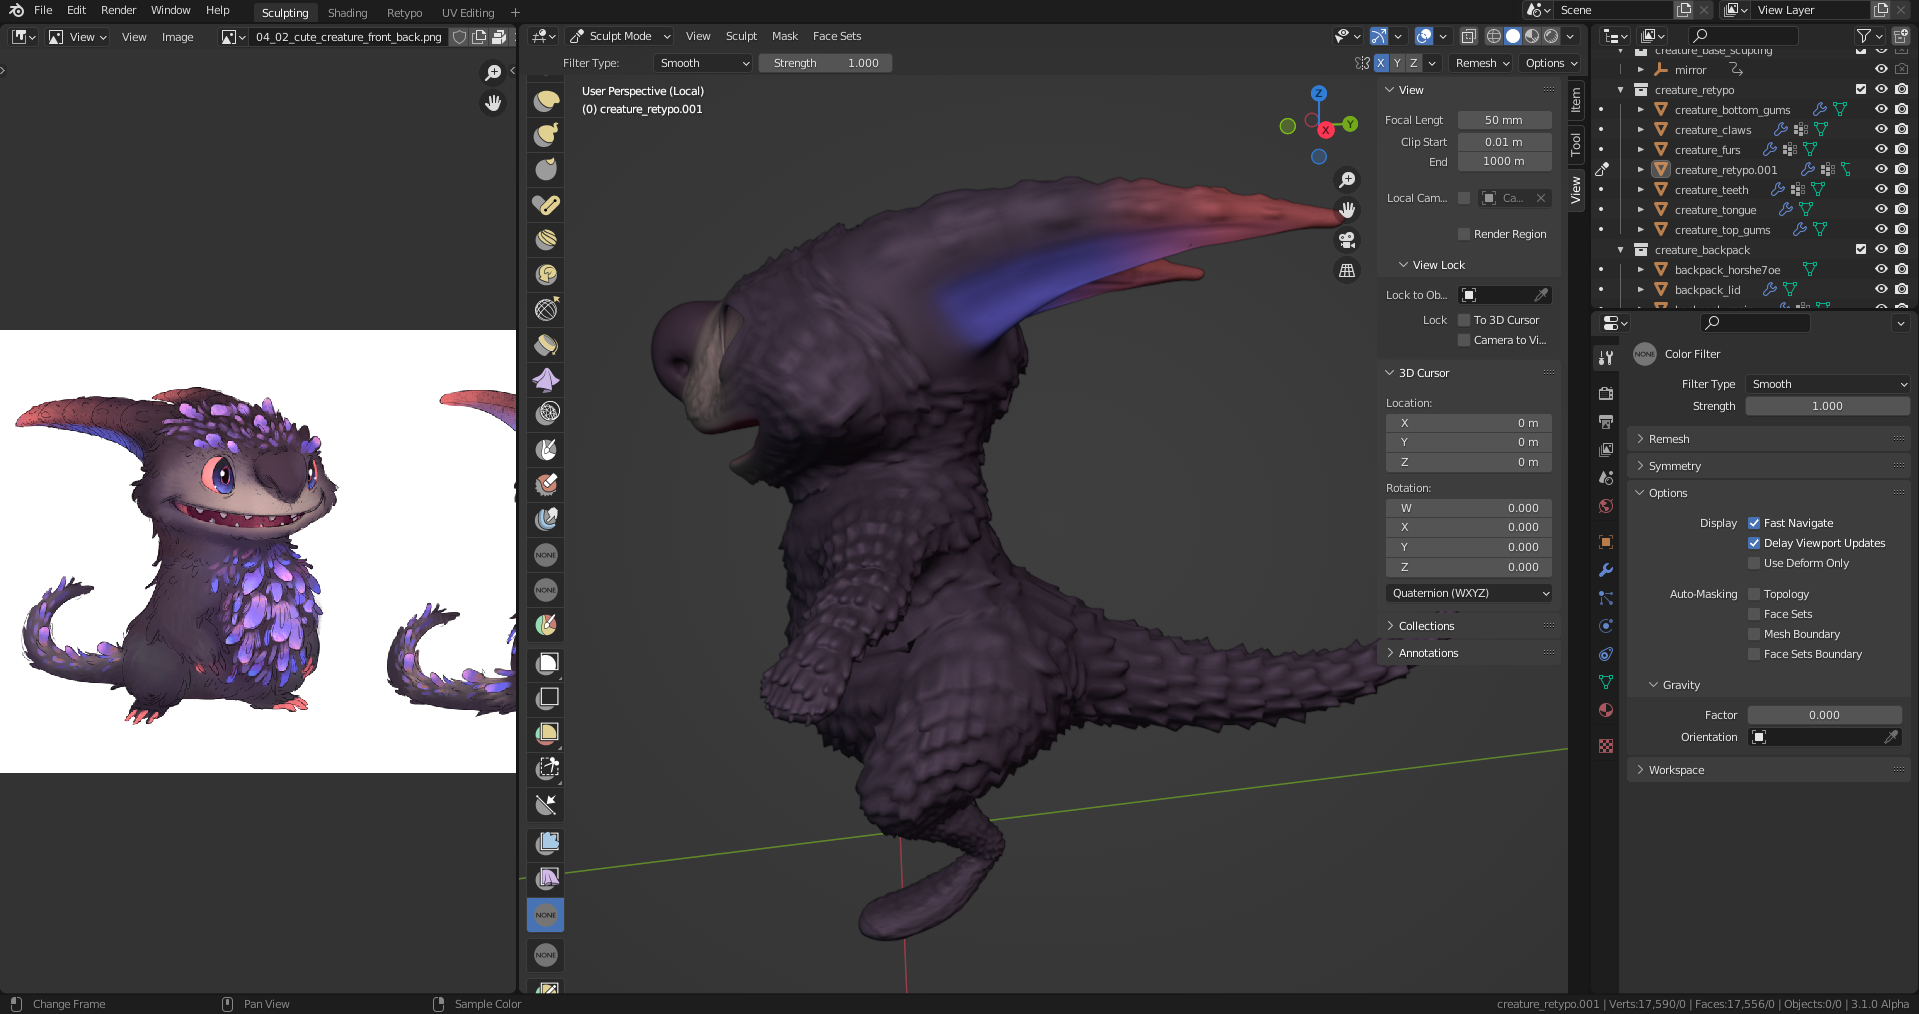 File Edit Render Window Help Sculpting Shading Retypo UV Editing + Scene View Layer
View View Image 04_02_cute_creature_front_back.png
Sculpt Mode View Sculpt Mask Face Sets
Filter Type: Smooth Strength 1.000 X Y Z Remesh Options
User Perspective (Local)
(0) creature_retypo.001
Z
Y
X
View
Focal Lengt 50 mm
Clip Start 0.01 m
End 1000 m
Local Cam... Ca...
Render Region
View Lock
Lock to Ob...
Lock To 3D Cursor
Camera to Vi...
3D Cursor
Location:
X 0 m
Y 0 m
Z 0 m
Rotation:
W 0.000
X 0.000
Y 0.000
Z 0.000
Quaternion (WXYZ)
Collections
Annotations
Item
Tool
View
NONE
NONE
NONE
NONE
creature_base_sculpting
mirror
creature_retypo
creature_bottom_gums
creature_claws
creature_furs
creature_retypo.001
creature_teeth
creature_tongue
creature_top_gums
creature_backpack
backpack_horshe7oe
backpack_lid
NONE Color Filter
Filter Type Smooth
Strength 1.000
Remesh
Symmetry
Options
Display Fast Navigate
Delay Viewport Updates
Use Deform Only
Auto-Masking Topology
Face Sets
Mesh Boundary
Face Sets Boundary
Gravity
Factor 0.000
Orientation
Workspace
Change Frame Pan View Sample Color creature_retypo.001 | Verts:17,590/0 | Faces:17,556/0 | Objects:0/0 | 3.1.0 Alpha